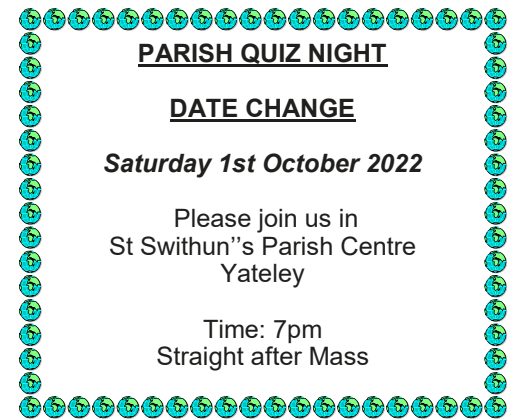 PARISH QUIZ NIGHT
DATE CHANGE
Saturday 1st October 2022
Please join us in
St Swithun''s Parish Centre
Yateley
Time: 7pm
Straight after Mass